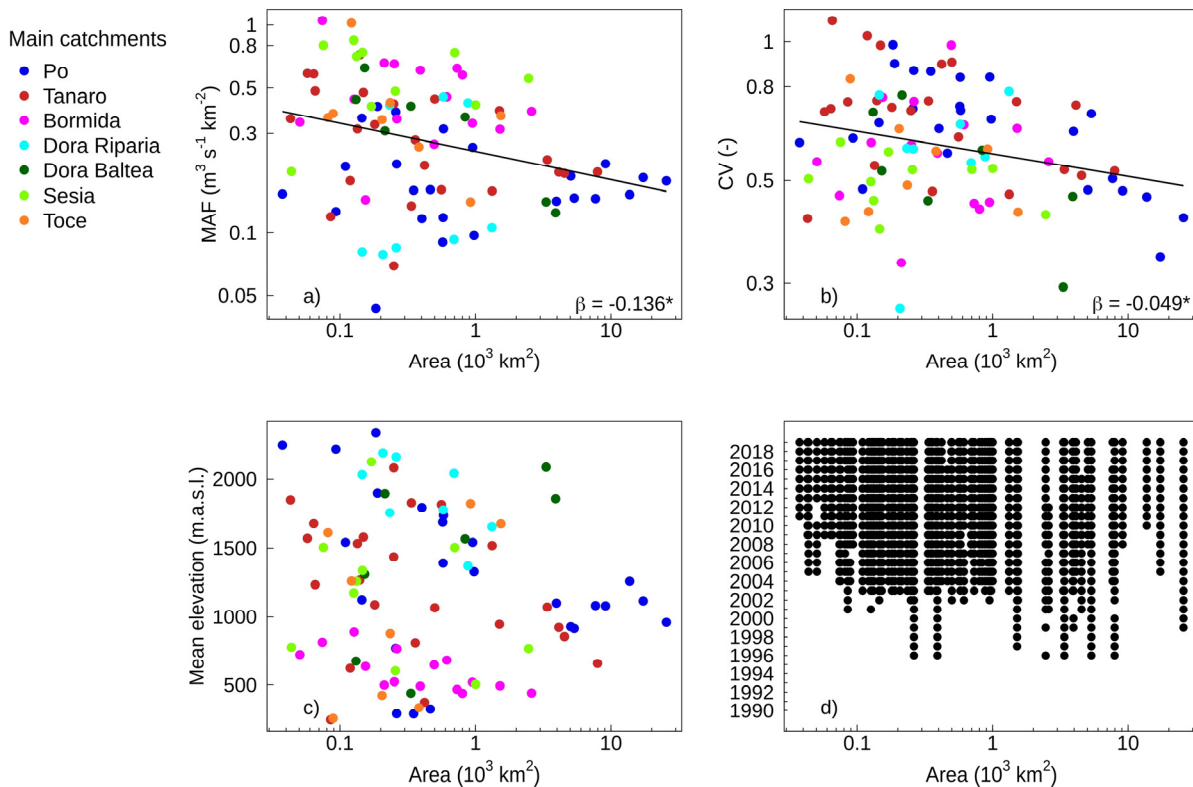 Main catchments
Po
Tanaro
Bormida
Dora Riparia
Dora Baltea
Sesia
Toce
MAF (m³ s⁻¹ km⁻²)
1
0.8
0.5
0.3
0.1
0.05
a)
β = -0.136*
0.1
1
10
Area (10³ km²)
CV (-)
1
0.8
0.5
0.3
b)
β = -0.049*
0.1
1
10
Area (10³ km²)
Mean elevation (m.a.s.l.)
2000
1500
1000
500
c)
0.1
1
10
Area (10³ km²)
2018
2016
2014
2012
2010
2008
2006
2004
2002
2000
1998
1996
1994
1992
1990
d)
0.1
1
10
Area (10³ km²)